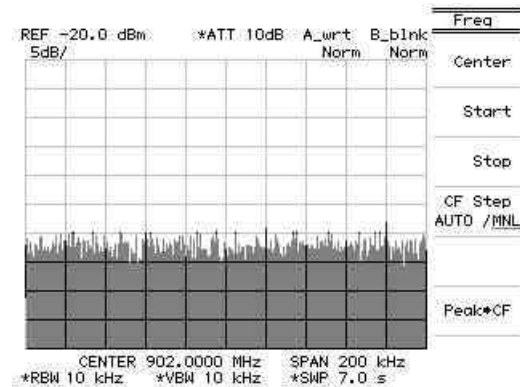 Freq
REF -20.0 dBm *ATT 10dB A_wrt B_blnk
5dB/ Norm Norm
Center
Start
Stop
CF Step
AUTO /MNL
Peak➧CF
CENTER 902.0000 MHz SPAN 200 kHz
*RBW 10 kHz *VBW 10 kHz *SWP 7.0 s